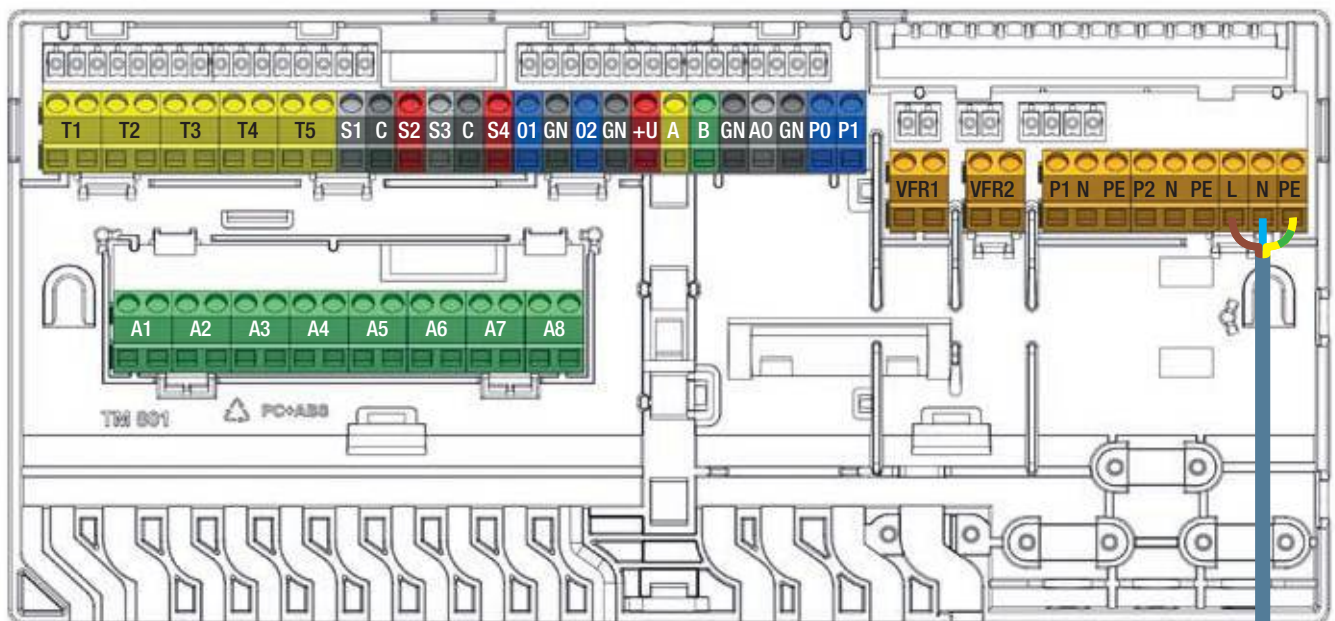 T1 T2 T3 T4 T5 S1 C S2 S3 C S4 01 GN 02 GN +U A B GN AO GN P0 P1
VFR1 VFR2 P1 N PE P2 N PE L N PE
A1 A2 A3 A4 A5 A6 A7 A8
TM 801 PC+ABS